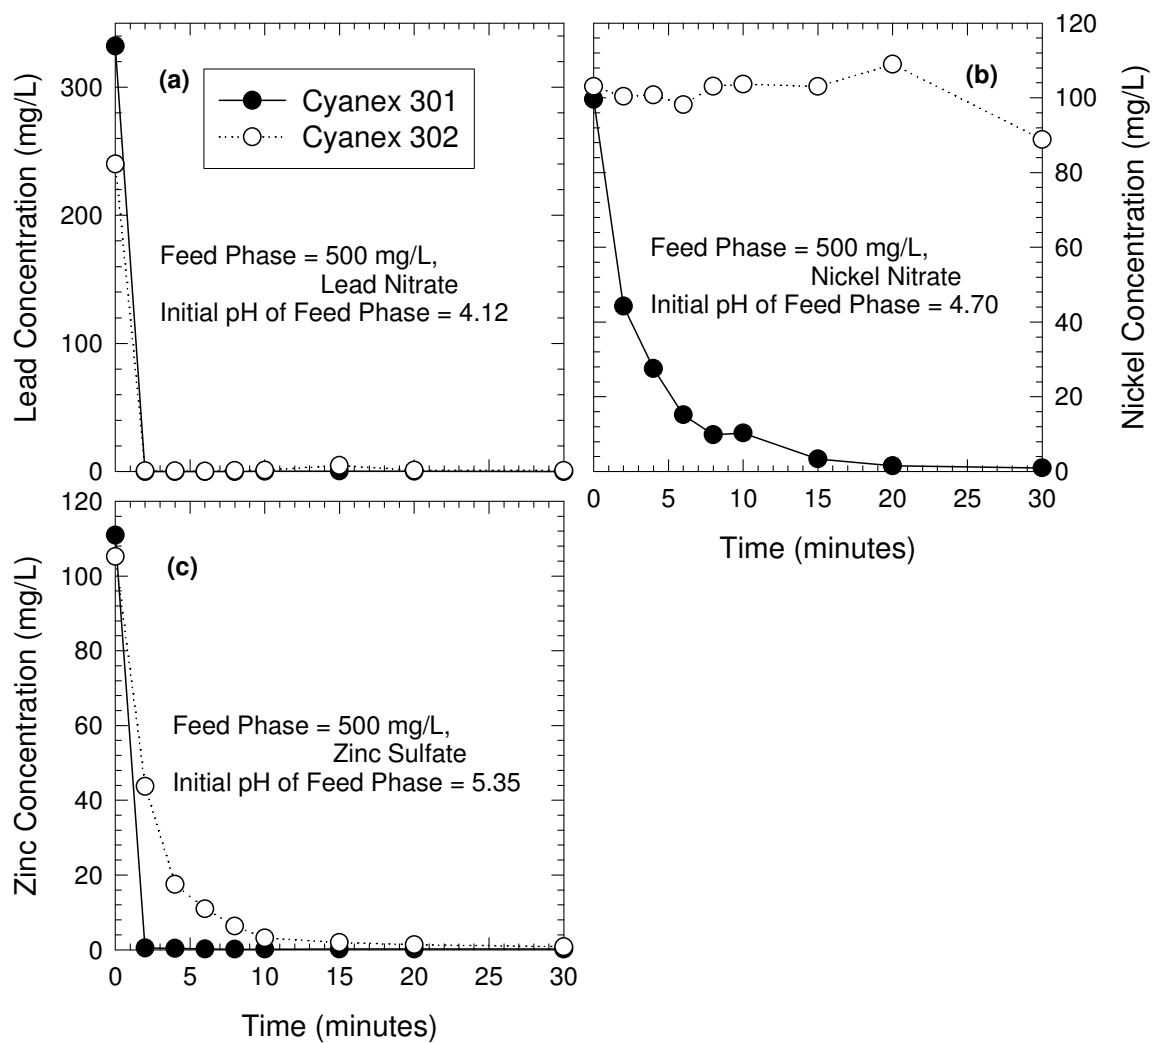 (a)
Cyanex 301
Cyanex 302
Feed Phase = 500 mg/L,
Lead Nitrate
Initial pH of Feed Phase = 4.12
Lead Concentration (mg/L)
300
200
100
0
(b)
Feed Phase = 500 mg/L,
Nickel Nitrate
Initial pH of Feed Phase = 4.70
120
100
80
60
40
20
0
Nickel Concentration (mg/L)
0 5 10 15 20 25 30
Time (minutes)
(c)
Feed Phase = 500 mg/L,
Zinc Sulfate
Initial pH of Feed Phase = 5.35
Zinc Concentration (mg/L)
120
100
80
60
40
20
0
0 5 10 15 20 25 30
Time (minutes)